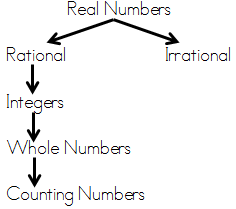 Real Numbers
Rational Irrational
Integers
Whole Numbers
Counting Numbers